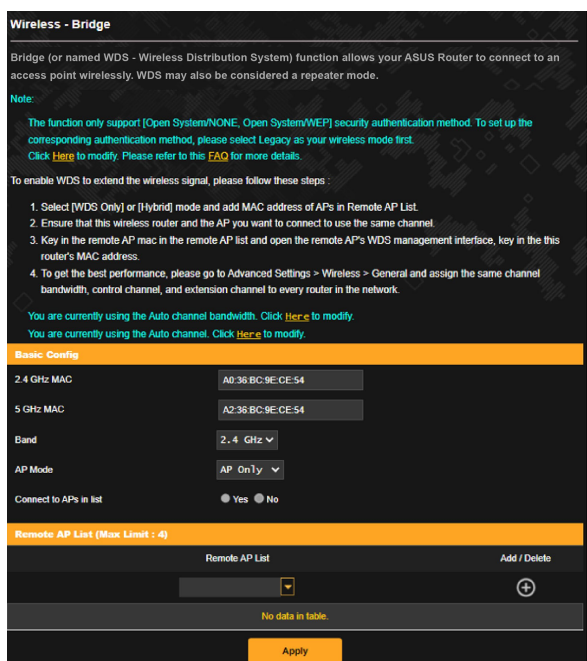 Wireless - Bridge
Bridge (or named WDS - Wireless Distribution System) function allows your ASUS Router to connect to an
access point wirelessly. WDS may also be considered a repeater mode.
Note:
The function only support [Open System/NONE, Open System/WEP] security authentication method. To set up the
corresponding authentication method, please select Legacy as your wireless mode first.
Click Here to modify. Please refer to this FAQ for more details.
To enable WDS to extend the wireless signal, please follow these steps :
1. Select [WDS Only] or [Hybrid] mode and add MAC address of APs in Remote AP List.
2. Ensure that this wireless router and the AP you want to connect to use the same channel.
3. Key in the remote AP mac in the remote AP list and open the remote AP's WDS management interface, key in the this
router's MAC address.
4. To get the best performance, please go to Advanced Settings > Wireless > General and assign the same channel
bandwidth, control channel, and extension channel to every router in the network.
You are currently using the Auto channel bandwidth. Click Here to modify.
You are currently using the Auto channel. Click Here to modify.
Basic Config
2.4 GHz MAC A0:36:BC:9E:CE:54
5 GHz MAC A2:36:BC:9E:CE:54
Band 2.4 GHz
AP Mode AP Only
Connect to APs in list Yes No
Remote AP List (Max Limit : 4)
Remote AP List Add / Delete
No data in table.
Apply